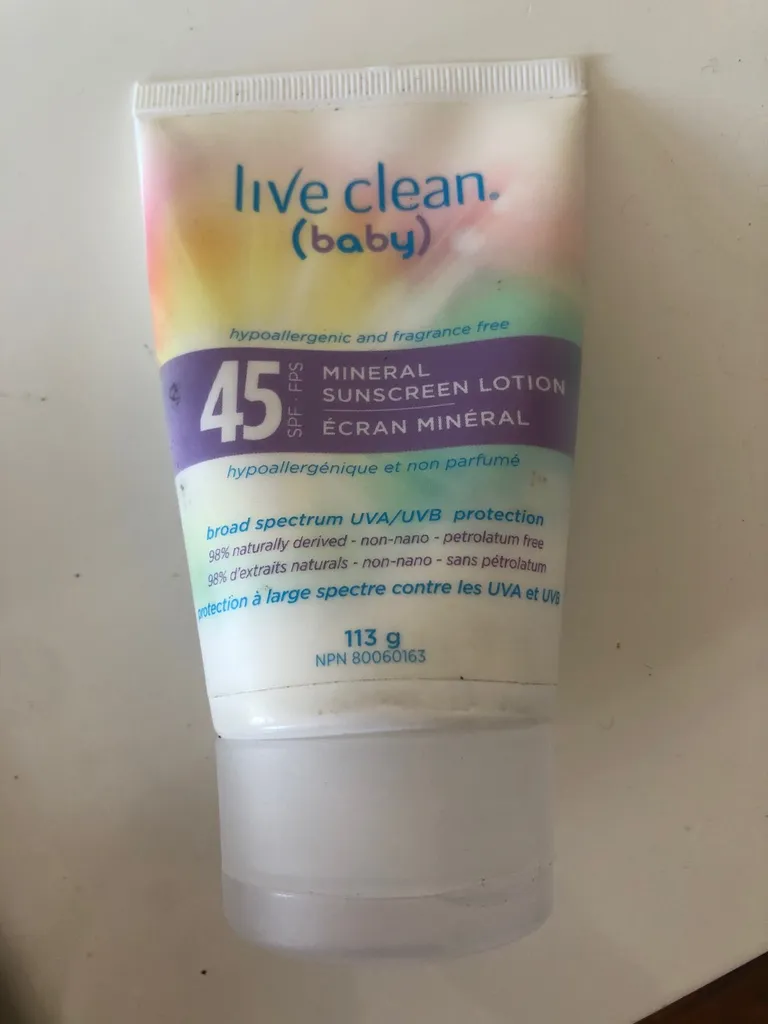 live clean.
(baby)
hypoallergenic and fragrance free
45
SPF · FPS
MINERAL
SUNSCREEN LOTION
ÉCRAN MINÉRAL
hypoallergénique et non parfumé
broad spectrum UVA/UVB protection
98% naturally derived - non-nano - petrolatum free
98% d'extraits naturals - non-nano - sans pétrolatum
protection à large spectre contre les UVA et UVB
113 g
NPN 80060163